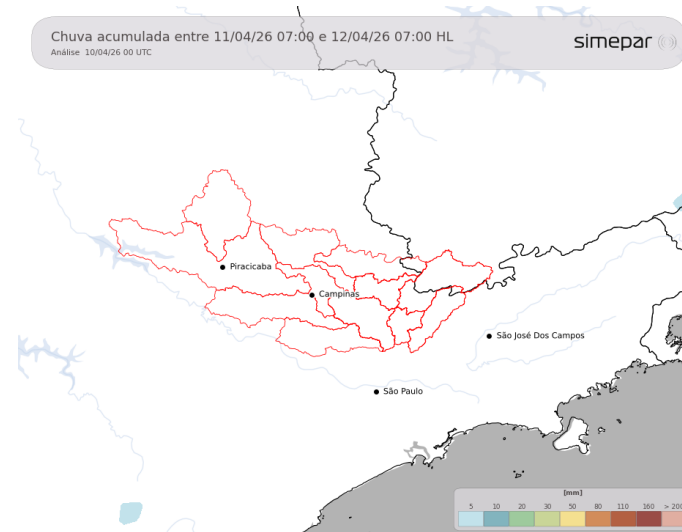 Chuva acumulada entre 11/04/26 07:00 e 12/04/26 07:00 HL
simepar
Análise 10/04/26 00 UTC
Piracicaba
Campinas
São José Dos Campos
São Paulo
[mm]
5 10 20 30 50 80 110 160 > 200